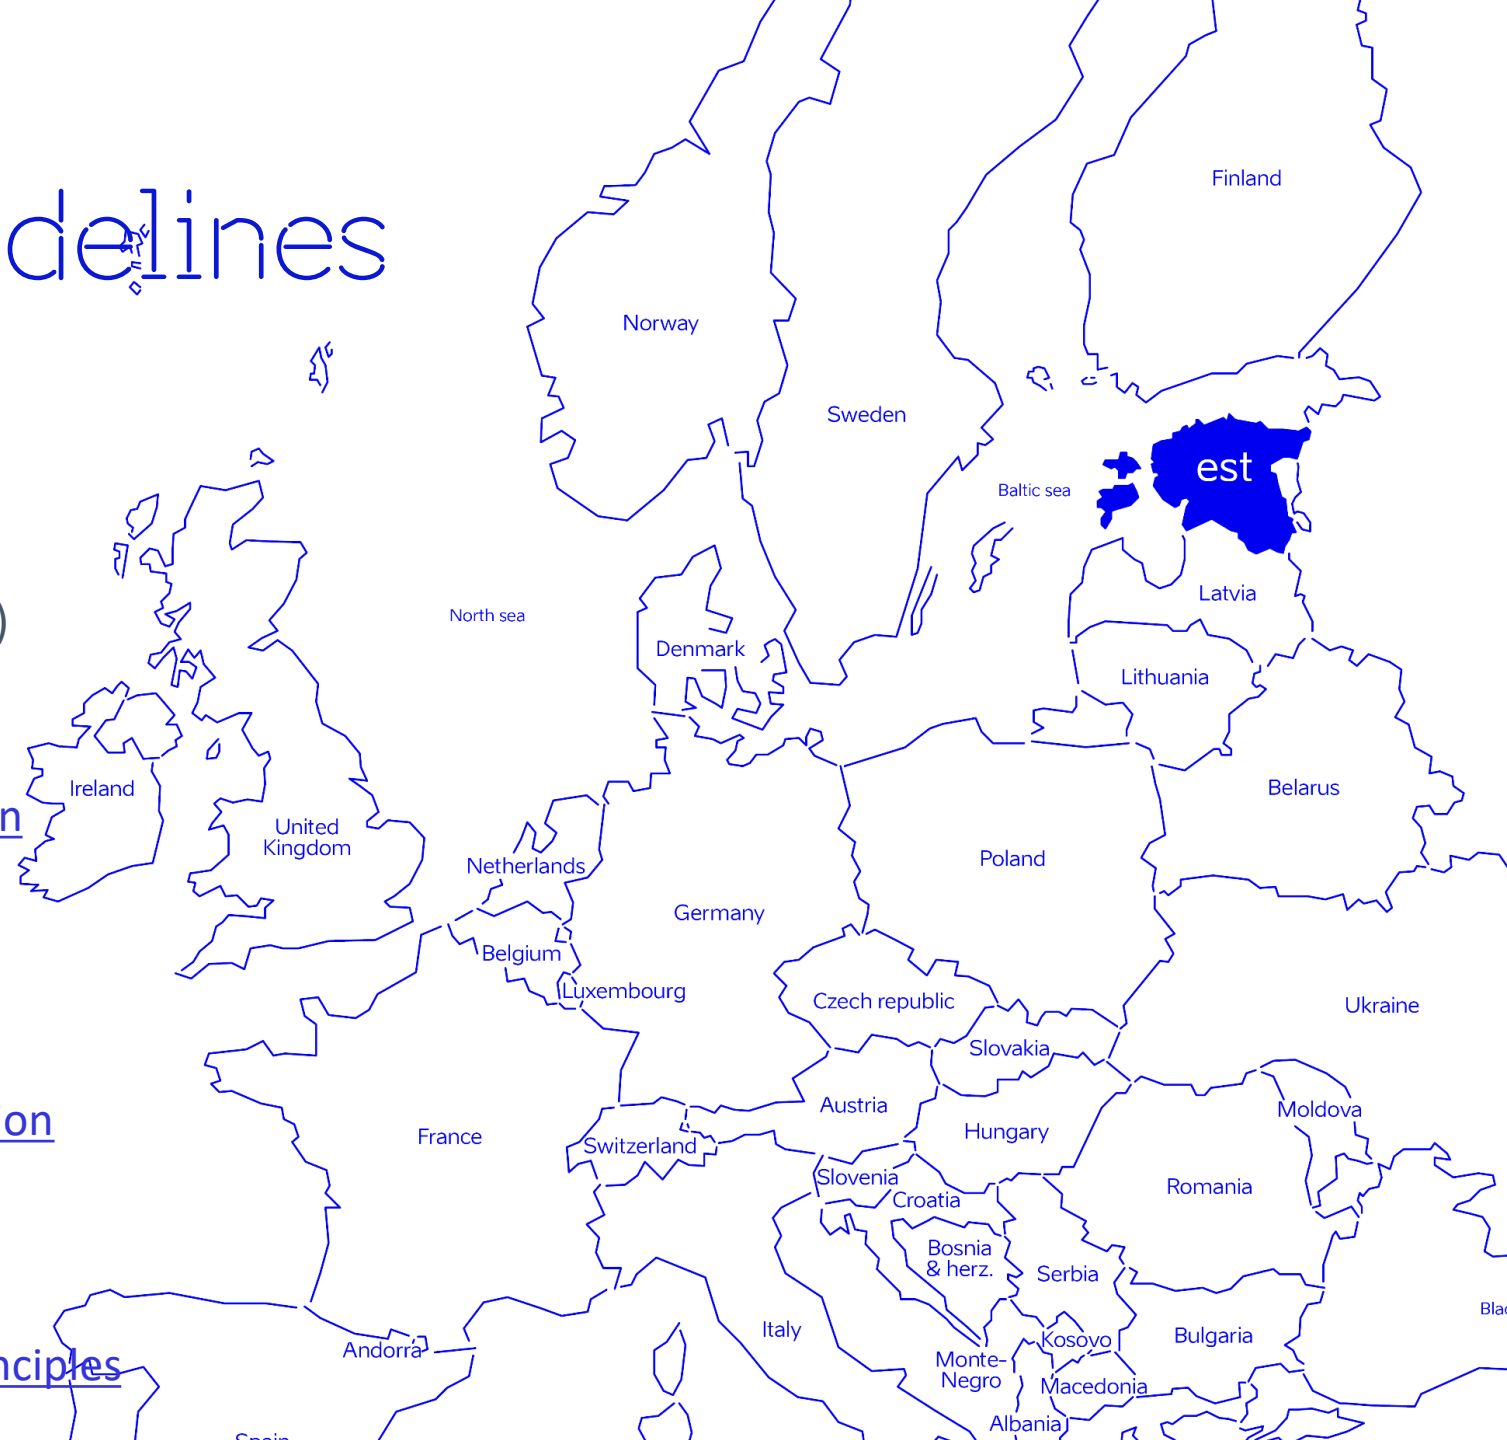 delines
Finland
Norway
Sweden
est
Baltic sea
Latvia
North sea
Denmark
Lithuania
)
Ireland
n
United
Kingdom
Belarus
Netherlands
Poland
Germany
Belgium
Luxembourg
Czech republic
Ukraine
Slovakia
on
Austria
Moldova
France
Switzerland
Hungary
Slovenia
Croatia
Romania
Bosnia
& herz.
Serbia
Blac
Italy
Bulgaria
Andorra
Kosovo
nciples
Monte-
Negro
Macedonia
Albania
Spain